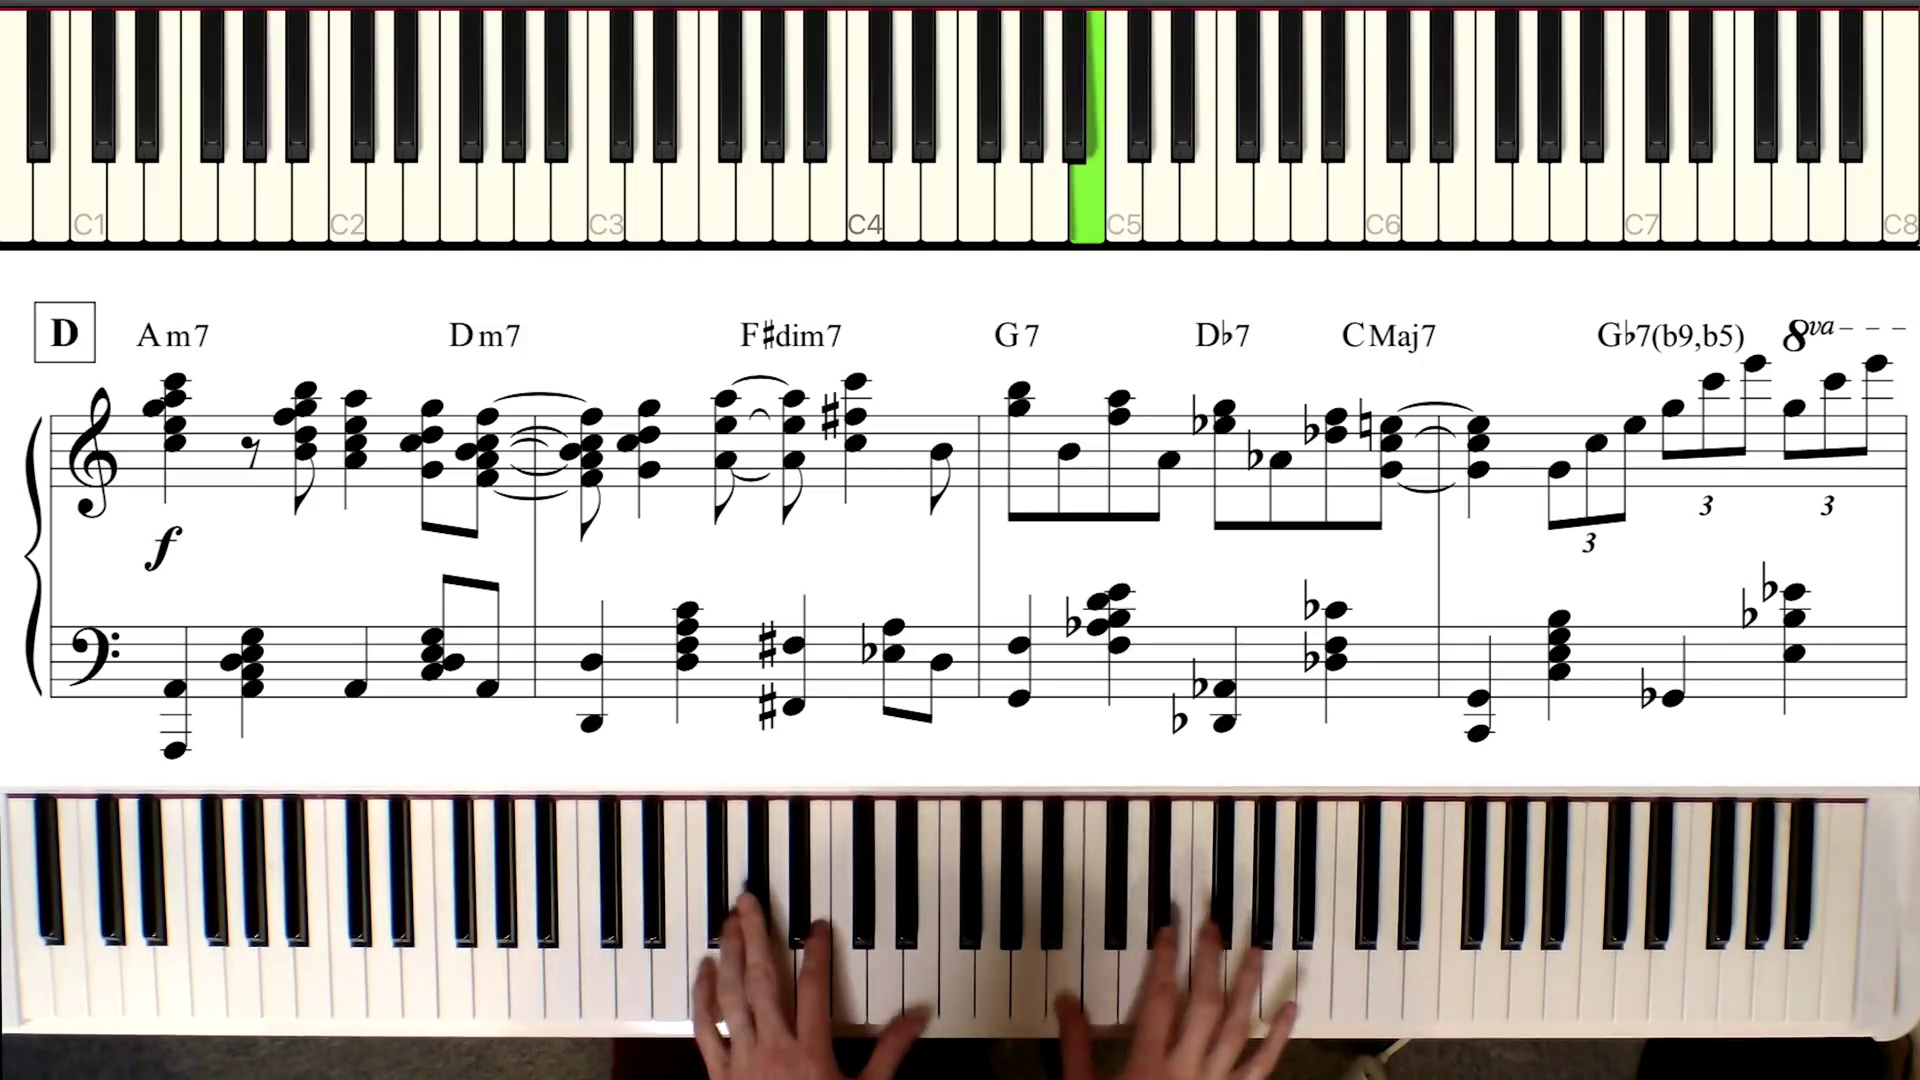 C1 C2 C3 C4 C5 C6 C7 C8
D Am7 Dm7 F♯dim7 G7 D♭7 CMaj7 G♭7(b9,b5) 8va
f
3 3
3